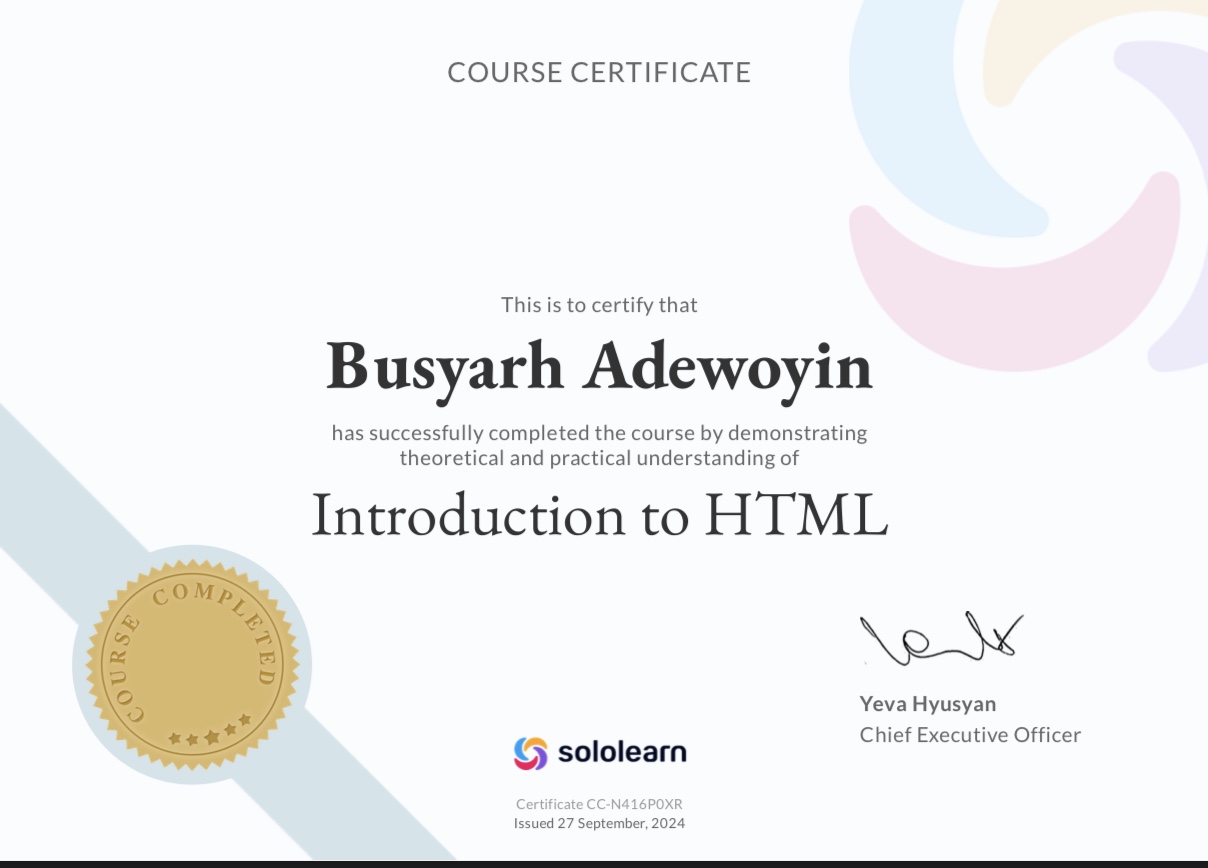 COURSE CERTIFICATE
This is to certify that
Busyarh Adewoyin
has successfully completed the course by demonstrating
theoretical and practical understanding of
Introduction to HTML
COURSE COMPLETED
Yeva Hyusyan
Chief Executive Officer
sololearn
Certificate CC-N416P0XR
Issued 27 September, 2024